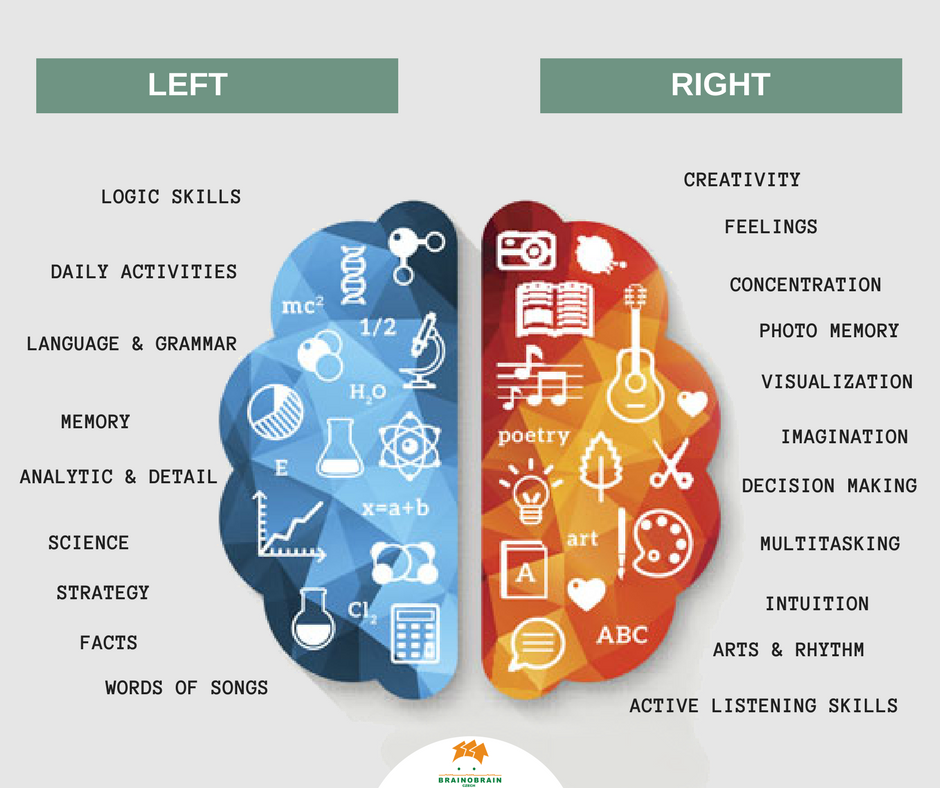 LEFT
RIGHT
LOGIC SKILLS
DAILY ACTIVITIES
LANGUAGE & GRAMMAR
MEMORY
ANALYTIC & DETAIL
SCIENCE
STRATEGY
FACTS
WORDS OF SONGS
mc²
1/2
H₂O
E
x=a+b
Cl₂
poetry
art
A
ABC
CREATIVITY
FEELINGS
CONCENTRATION
PHOTO MEMORY
VISUALIZATION
IMAGINATION
DECISION MAKING
MULTITASKING
INTUITION
ARTS & RHYTHM
ACTIVE LISTENING SKILLS
BRAINOBRAIN
CZECH